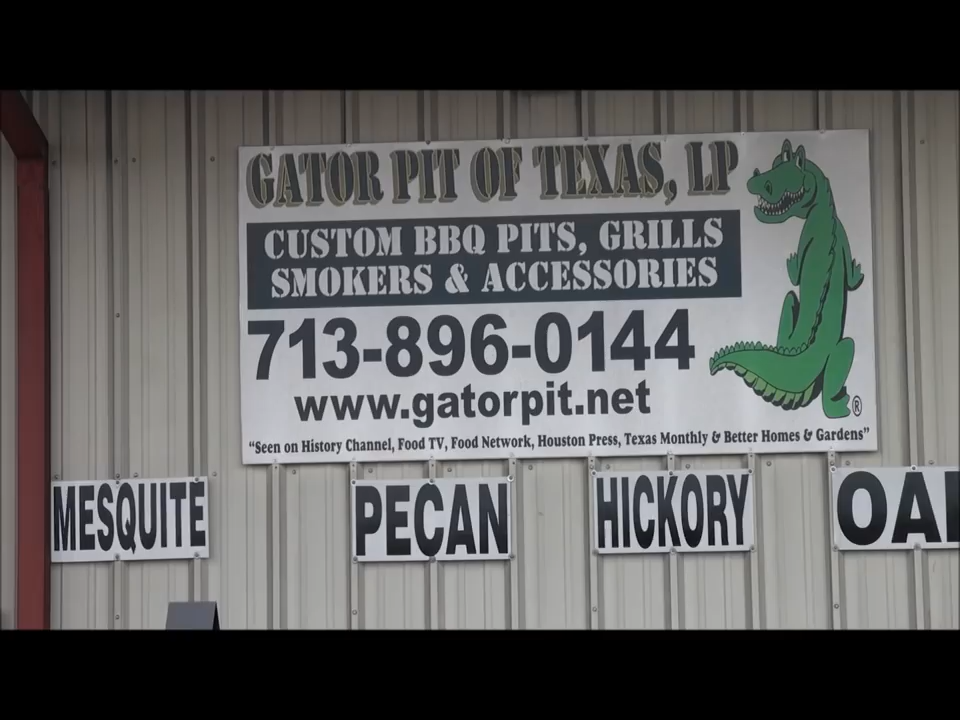 GATOR PIT OF TEXAS, LP
CUSTOM BBQ PITS, GRILLS
SMOKERS & ACCESSORIES
713-896-0144
www.gatorpit.net
®
"Seen on History Channel, Food TV, Food Network, Houston Press, Texas Monthly & Better Homes & Gardens"
MESQUITE
PECAN
HICKORY